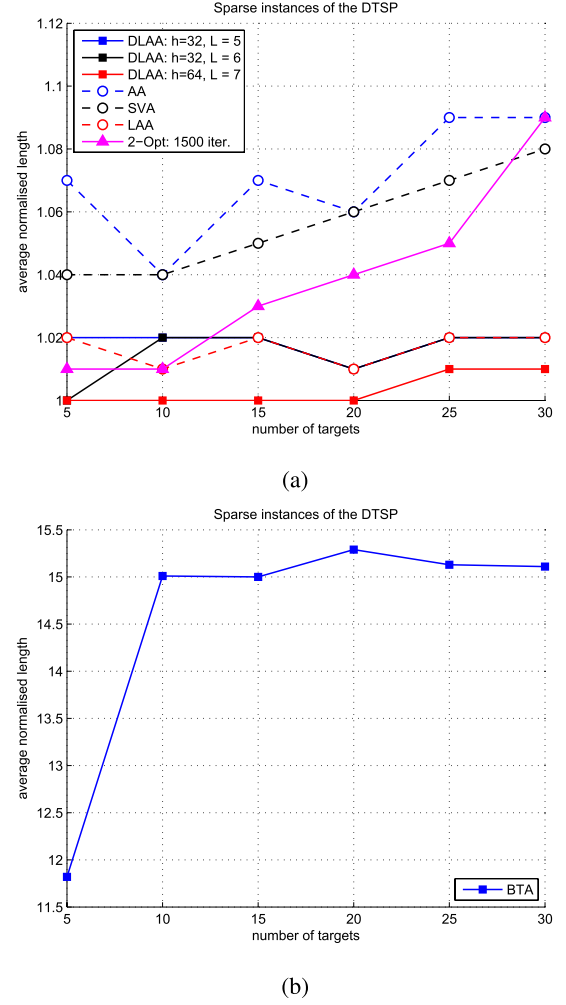 Sparse instances of the DTSP
1.12
1.1
1.08
1.06
1.04
1.02
1
average normalised length
DLAA: h=32, L = 5
DLAA: h=32, L = 6
DLAA: h=64, L = 7
AA
SVA
LAA
2−Opt: 1500 iter.
5 10 15 20 25 30
number of targets
(a)
Sparse instances of the DTSP
15.5
15
14.5
14
13.5
13
12.5
12
11.5
average normalised length
BTA
5 10 15 20 25 30
number of targets
(b)